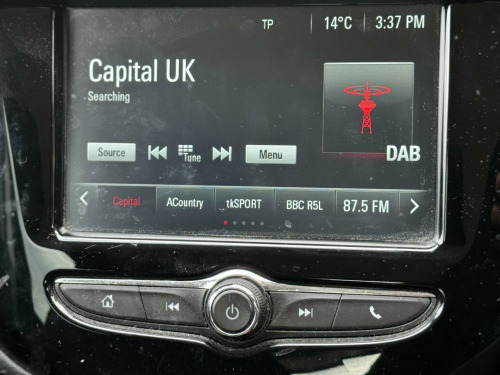 TP 14°C 3:37 PM
Capital UK
Searching
DAB
Source Tune Menu
Capital ACountry tkSPORT BBC R5L 87.5 FM